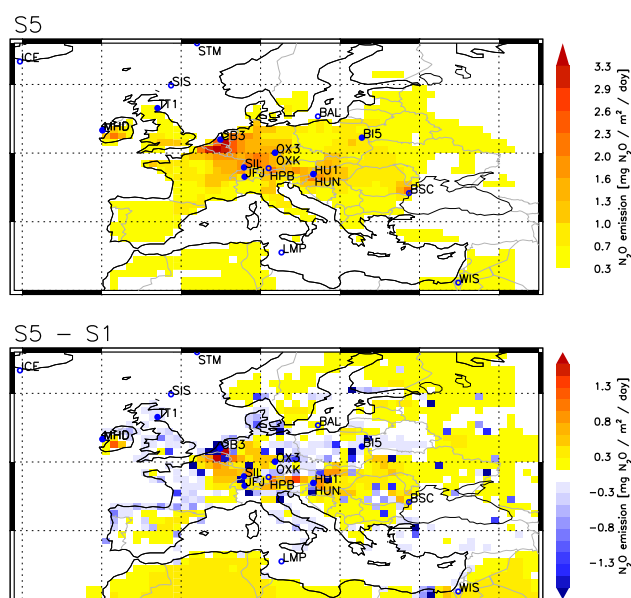 S5
ICE
STM
SIS
TT1
MHD
BAL
CB3
BI5
OX3
OXK
SIL
JFJ
HPB
HU1
HUN
BSC
LMP
WIS
3.3
2.9
2.6
2.0
1.6
1.3
1.0
0.7
0.3
N₂O emission [mg N₂O / m² / day]
S5 – S1
ICE
STM
SIS
TT1
MHD
BAL
CB3
BI5
OX3
OXK
SIL
JFJ
HPB
HU1
HUN
BSC
LMP
WIS
1.3
0.8
0.3
−0.3
−0.8
−1.3
N₂O emission [mg N₂O / m² / day]